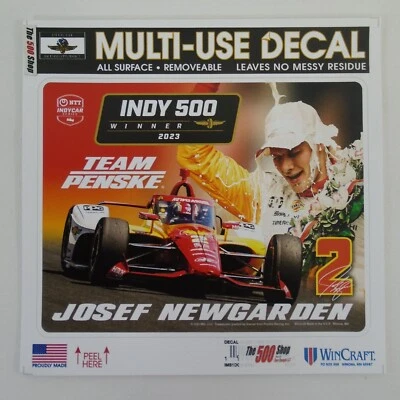 The 500 Shop
MULTI-USE DECAL
ALL SURFACE • REMOVEABLE LEAVES NO MESSY RESIDUE
NTT
INDYCAR
INDY 500
WINNER
2023
TEAM
PENSKE
2
JOSEF NEWGARDEN
PROUDLY MADE
PEEL
HERE
DECAL
The 500 Shop
WINCRAFT